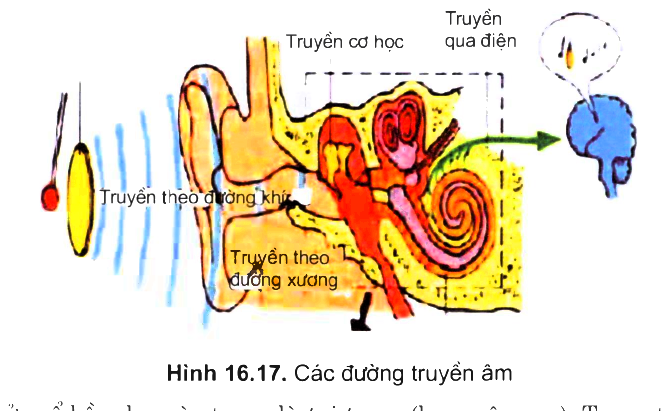 Truyền
qua điện
Truyền cơ học
Truyền theo đường khí
Truyền theo
đường xương
Hình 16.17. Các đường truyền âm